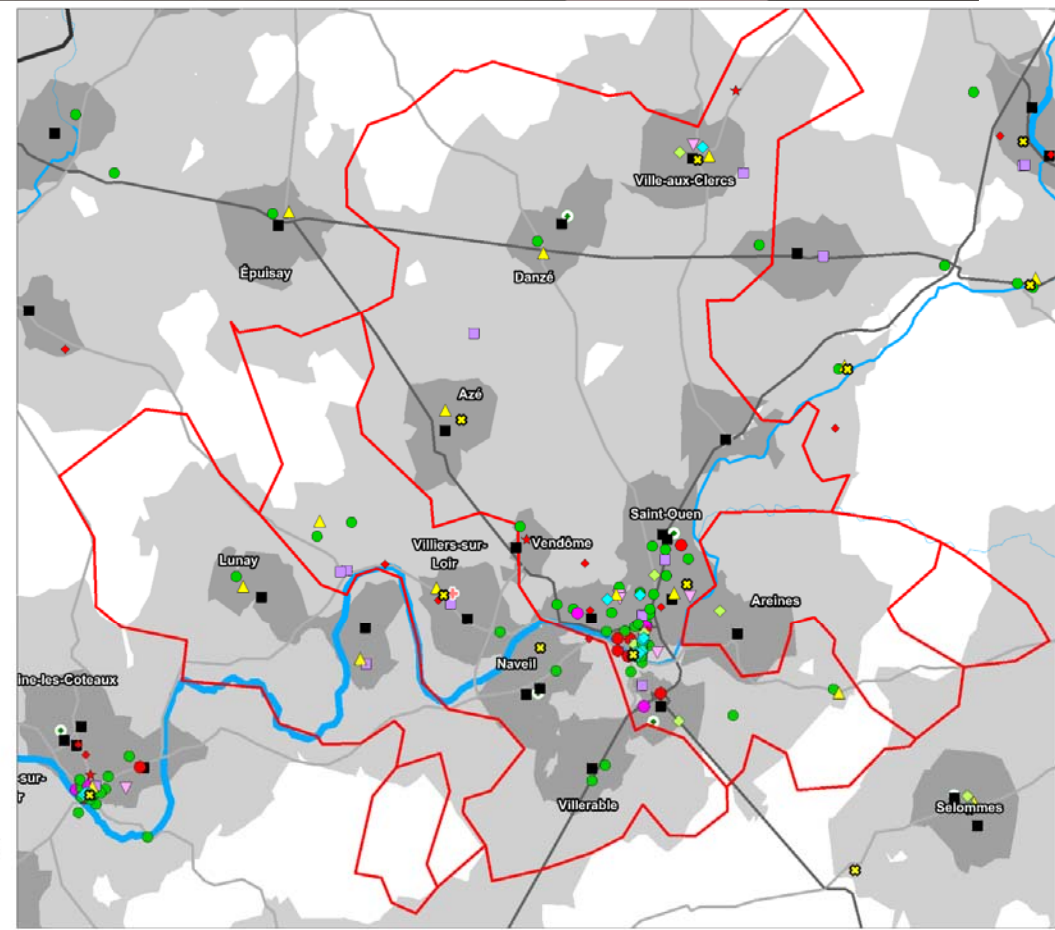 Ville-aux-Clercs
Épuisay
Danzé
Azé
Saint-Ouen
Vendôme
Villiers-sur-
Loir
Lunay
Areines
Naveil
ine-les-Coteaux
-sur-
r
Villerable
Selommes